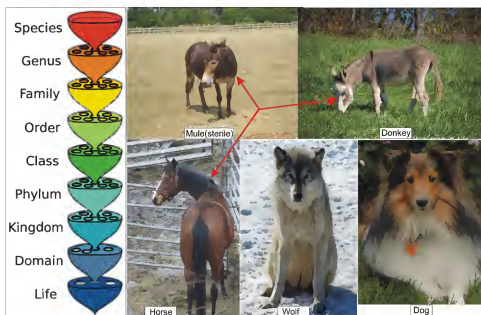 Species
Genus
Family
Order
Class
Phylum
Kingdom
Domain
Life
Mule(sterile)
Donkey
Horse
Wolf
Dog